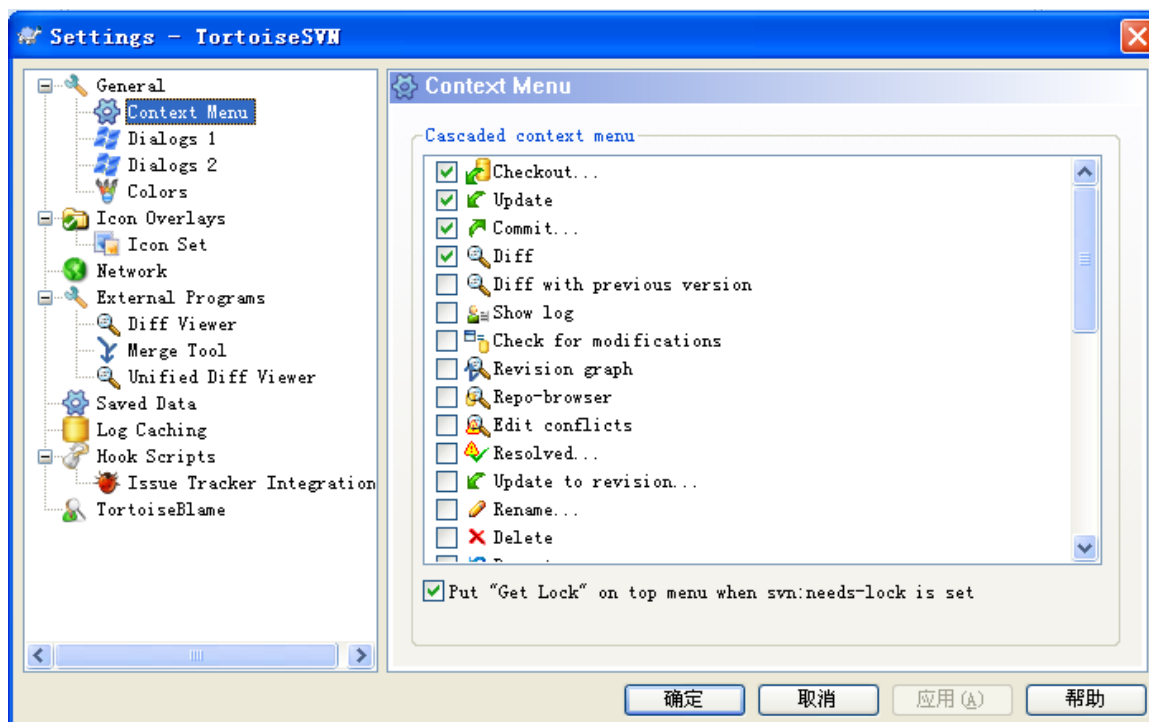 Settings - TortoiseSVN
General
Context Menu
Dialogs 1
Dialogs 2
Colors
Icon Overlays
Icon Set
Network
External Programs
Diff Viewer
Merge Tool
Unified Diff Viewer
Saved Data
Log Caching
Hook Scripts
Issue Tracker Integration
TortoiseBlame
Context Menu
Cascaded context menu
Checkout...
Update
Commit...
Diff
Diff with previous version
Show log
Check for modifications
Revision graph
Repo-browser
Edit conflicts
Resolved...
Update to revision...
Rename...
Delete
Put "Get Lock" on top menu when svn:needs-lock is set
确定
取消
应用(A)
帮助